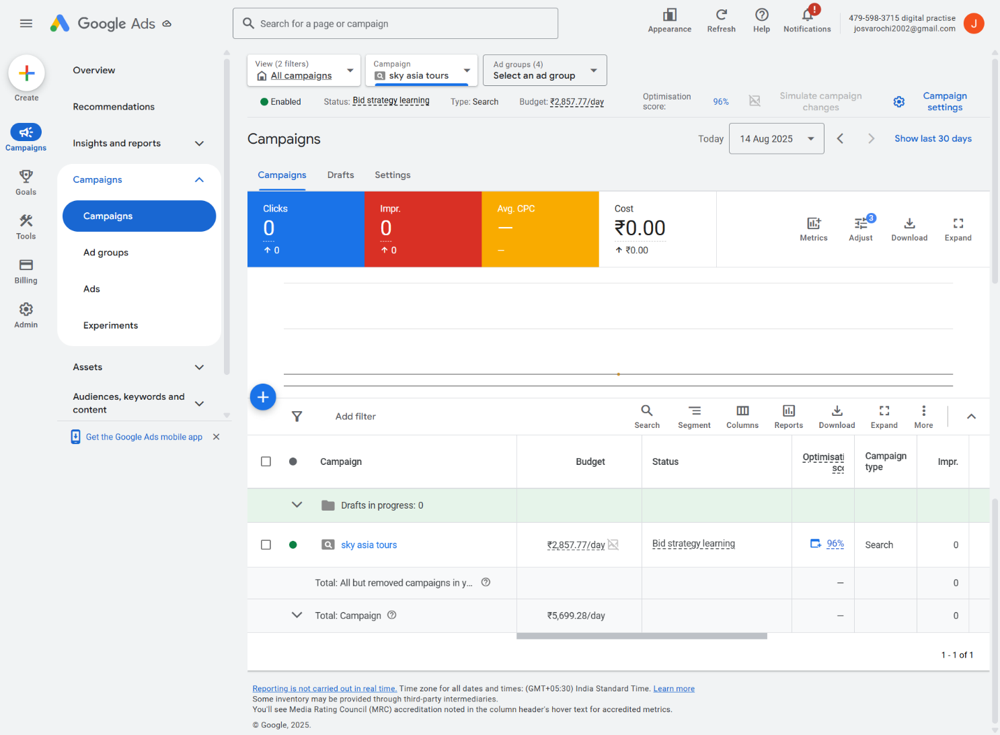 Google Ads
Search for a page or campaign
Appearance
Refresh
Help
!
Notifications
479-598-3715 digital practise
josvarochi2002@gmail.com
J
Create
Campaigns
Goals
Tools
Billing
Admin
Overview
Recommendations
Insights and reports
Campaigns
Campaigns
Ad groups
Ads
Experiments
Assets
Audiences, keywords and
content
Get the Google Ads mobile app
View (2 filters)
All campaigns
Campaign
sky asia tours
Ad groups (4)
Select an ad group
Enabled
Status: Bid strategy learning
Type: Search
Budget: ₹2,857.77/day
Optimisation
score:
96%
Simulate campaign
changes
Campaign
settings
Campaigns
Today
14 Aug 2025
Show last 30 days
Campaigns
Drafts
Settings
Clicks
0
↑ 0
Impr.
0
↑ 0
Avg. CPC
—
–
Cost
₹0.00
↑ ₹0.00
Metrics
3
Adjust
Download
Expand
Add filter
Search
Segment
Columns
Reports
Download
Expand
More
Campaign
Budget
Status
Optimisati
sco
Campaign
type
Impr.
Drafts in progress: 0
sky asia tours
₹2,857.77/day
Bid strategy learning
96%
Search
0
Total: All but removed campaigns in y...
—
0
Total: Campaign
₹5,699.28/day
—
0
1 - 1 of 1
Reporting is not carried out in real time. Time zone for all dates and times: (GMT+05:30) India Standard Time. Learn more
Some inventory may be provided through third-party intermediaries.
You'll see Media Rating Council (MRC) accreditation noted in the column header's hover text for accredited metrics.
© Google, 2025.